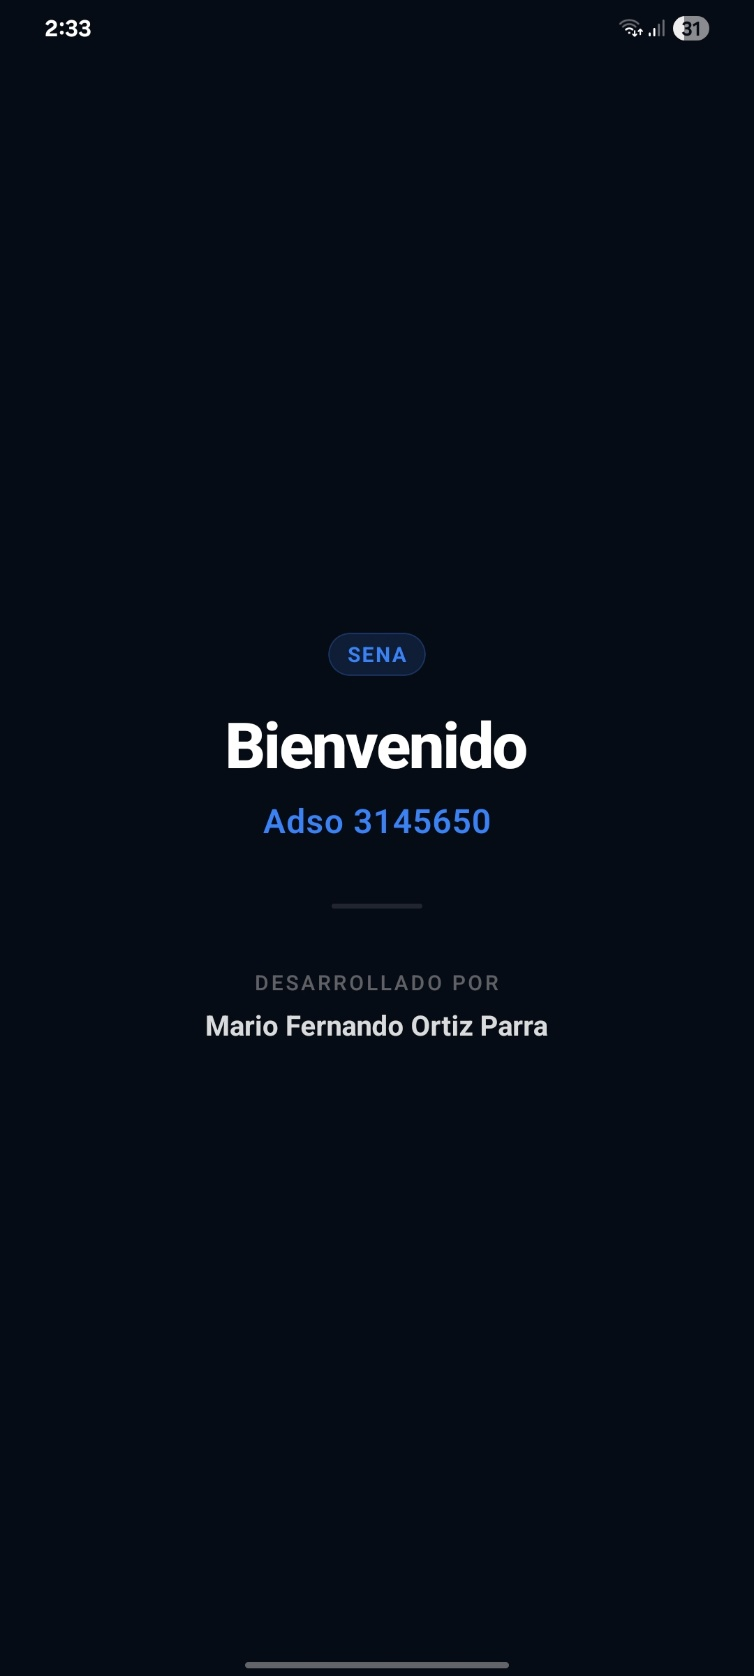 2:33
31
SENA
Bienvenido
Adso 3145650
DESARROLLADO POR
Mario Fernando Ortiz Parra